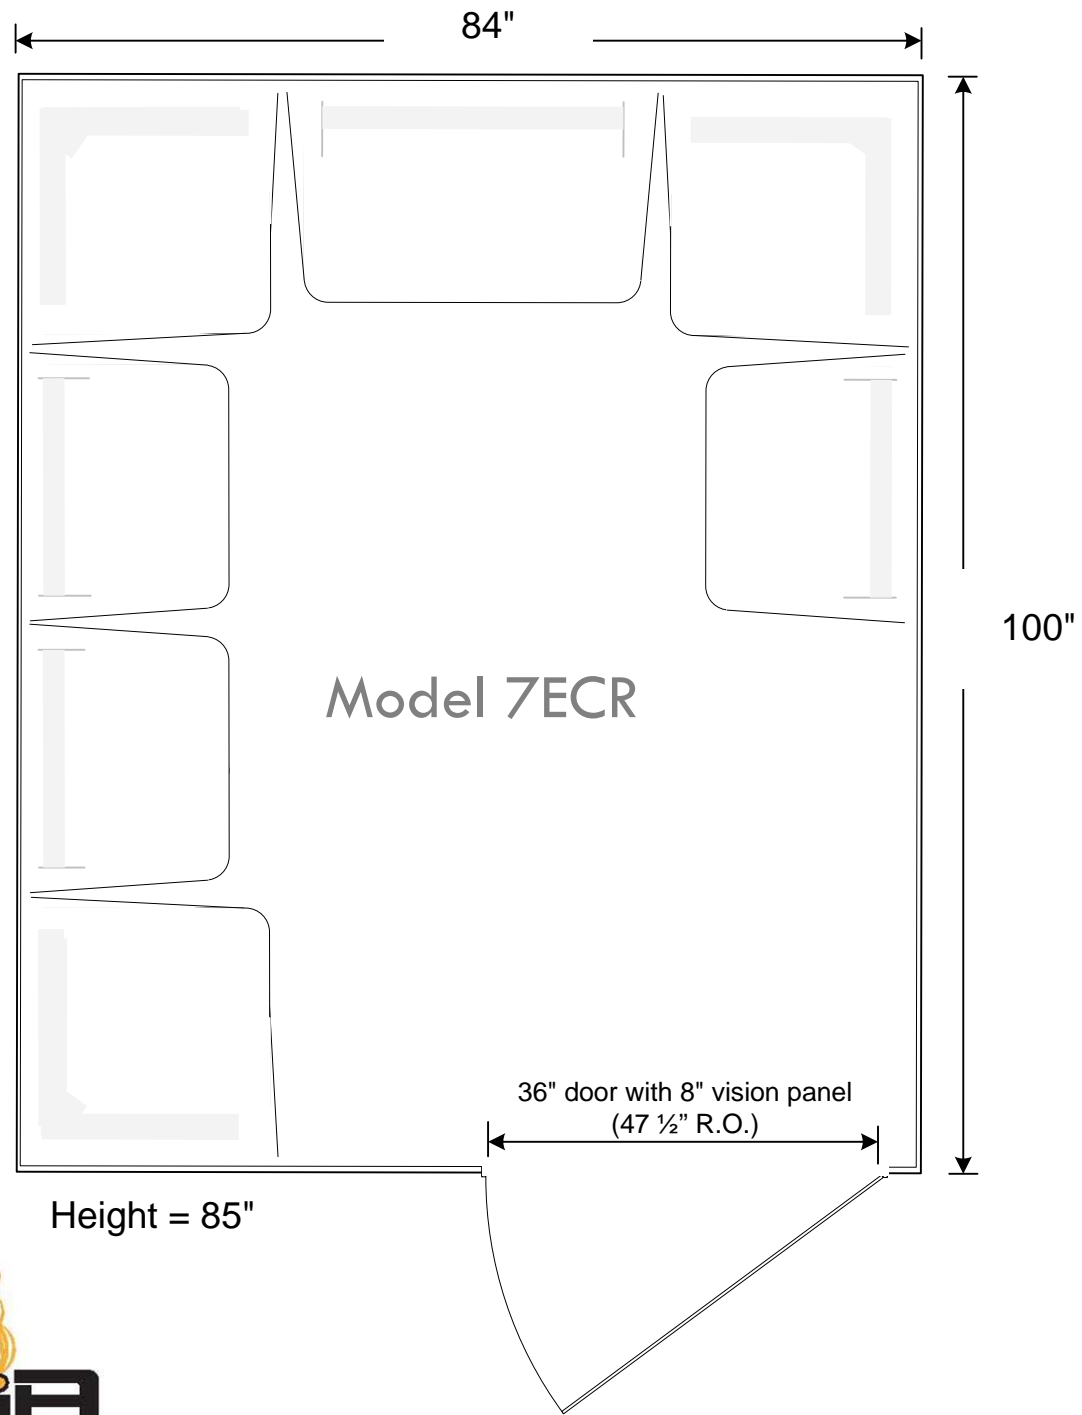 84"
100"
Model 7ECR
36" door with 8" vision panel
(47 ½” R.O.)
Height = 85"